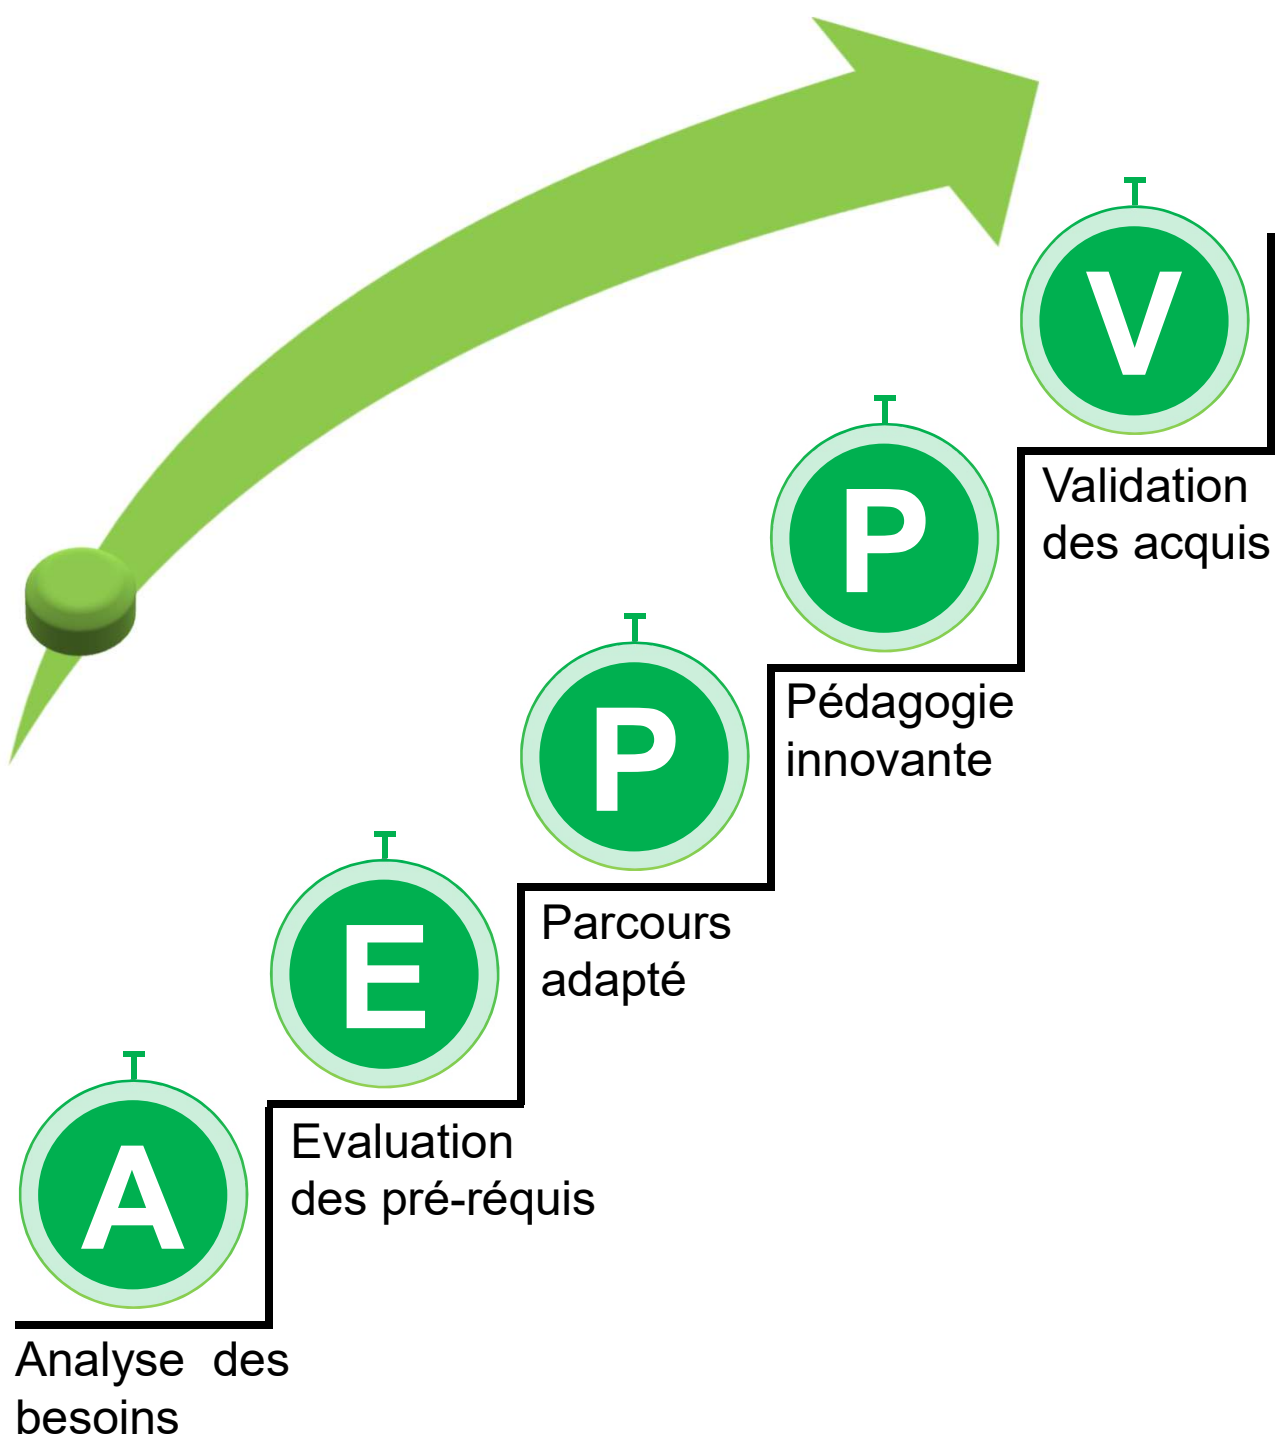 V
Validation
des acquis
P
Pédagogie
innovante
P
Parcours
adapté
E
Evaluation
des pré-réquis
A
Analyse des
besoins